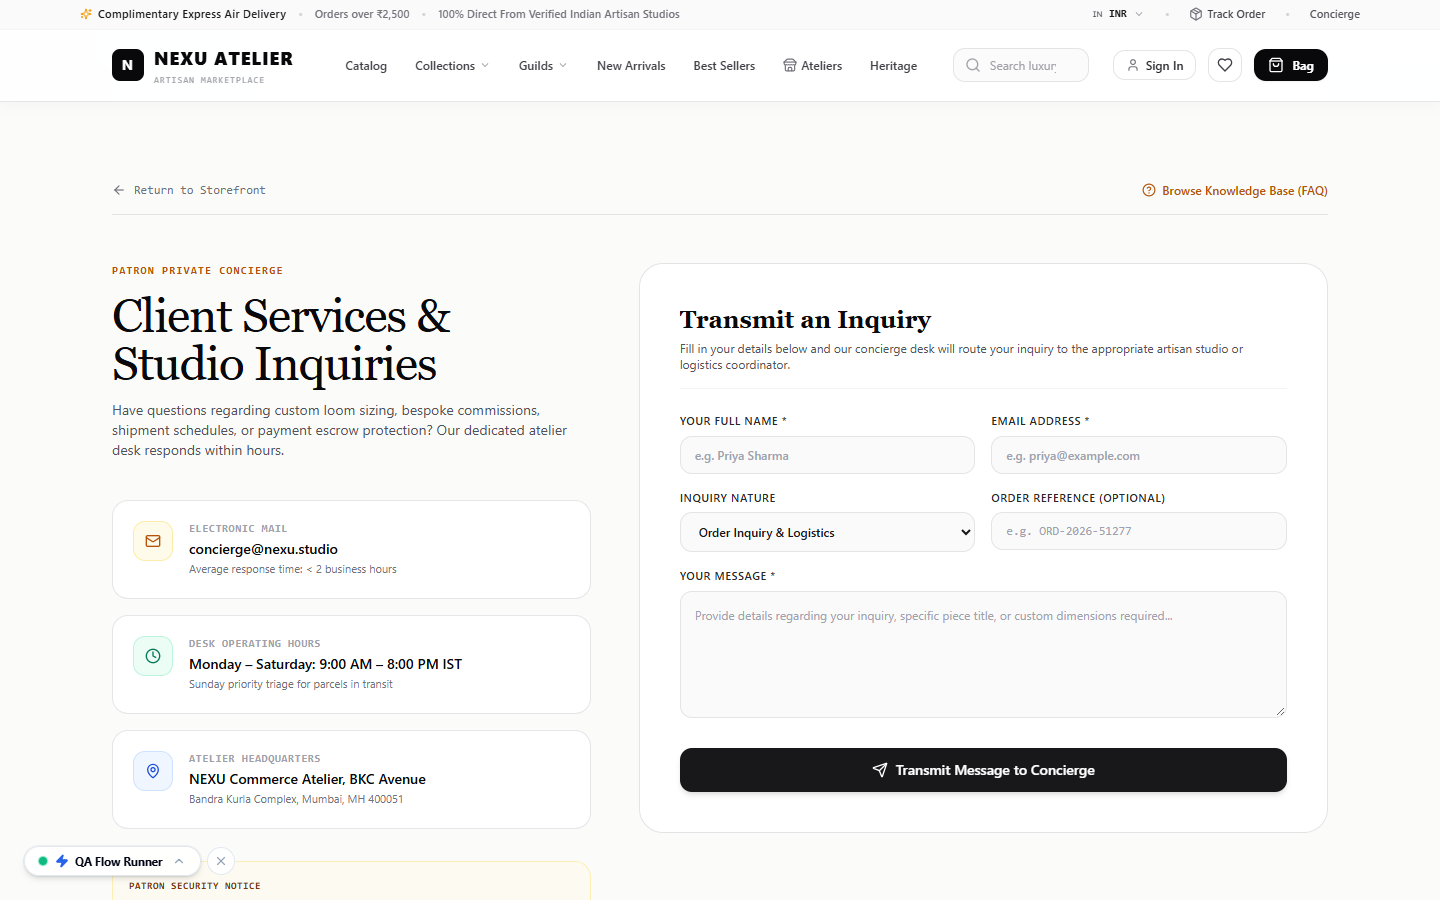 Complimentary Express Air Delivery • Orders over ₹2,500 • 100% Direct From Verified Indian Artisan Studios
IN INR • Track Order • Concierge
N NEXU ATELIER
ARTISAN MARKETPLACE
Catalog Collections Guilds New Arrivals Best Sellers Ateliers Heritage
Search luxur
Sign In
Bag
Return to Storefront
Browse Knowledge Base (FAQ)
PATRON PRIVATE CONCIERGE
Client Services &
Studio Inquiries
Have questions regarding custom loom sizing, bespoke commissions,
shipment schedules, or payment escrow protection? Our dedicated atelier
desk responds within hours.
ELECTRONIC MAIL
concierge@nexu.studio
Average response time: < 2 business hours
DESK OPERATING HOURS
Monday – Saturday: 9:00 AM – 8:00 PM IST
Sunday priority triage for parcels in transit
ATELIER HEADQUARTERS
NEXU Commerce Atelier, BKC Avenue
Bandra Kurla Complex, Mumbai, MH 400051
QA Flow Runner
PATRON SECURITY NOTICE
Transmit an Inquiry
Fill in your details below and our concierge desk will route your inquiry to the appropriate artisan studio or
logistics coordinator.
YOUR FULL NAME *
e.g. Priya Sharma
EMAIL ADDRESS *
e.g. priya@example.com
INQUIRY NATURE
Order Inquiry & Logistics
ORDER REFERENCE (OPTIONAL)
e.g. ORD-2026-51277
YOUR MESSAGE *
Provide details regarding your inquiry, specific piece title, or custom dimensions required...
Transmit Message to Concierge